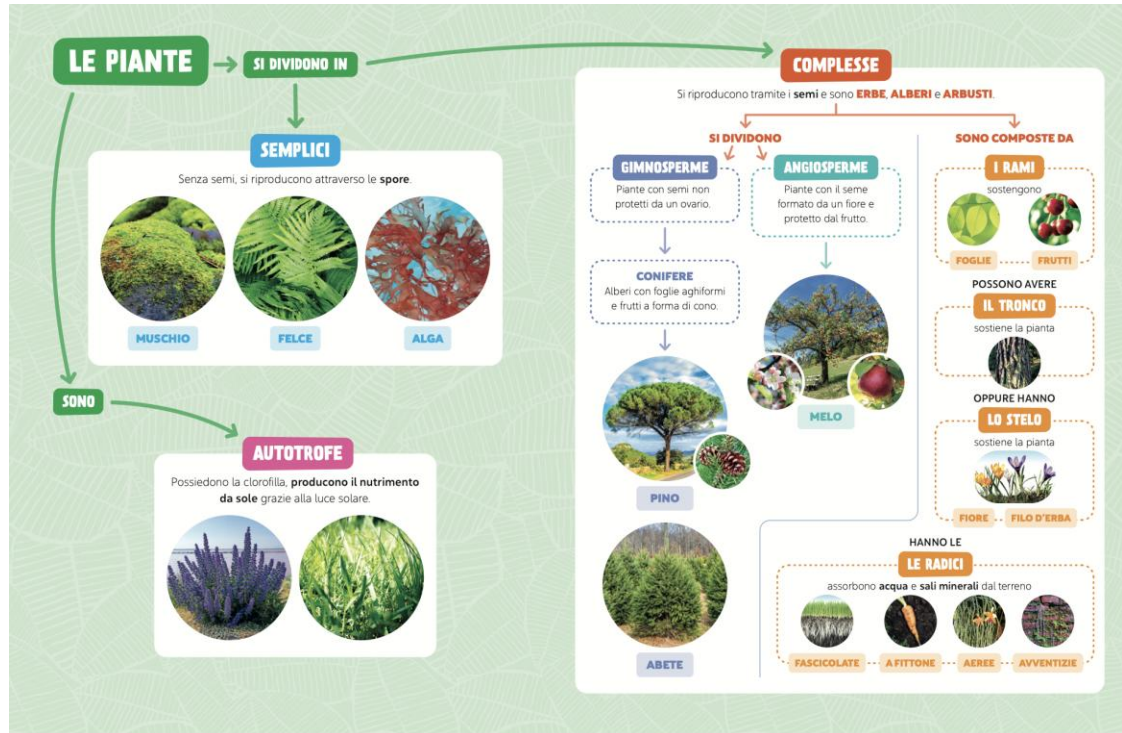 LE PIANTE
SI DIVIDONO IN
SEMPLICI
Senza semi, si riproducono attraverso le spore.
MUSCHIO
FELCE
ALGA
SONO
AUTOTROFE
Possiedono la clorofilla, producono il nutrimento
da sole grazie alla luce solare.
COMPLESSE
Si riproducono tramite i semi e sono ERBE, ALBERI e ARBUSTI.
SI DIVIDONO
GIMNOSPERME
Piante con semi non
protetti da un ovario.
CONIFERE
Alberi con foglie aghiformi
e frutti a forma di cono.
PINO
ABETE
ANGIOSPERME
Piante con il seme
formato da un fiore e
protetto dal frutto.
MELO
SONO COMPOSTE DA
I RAMI
sostengono
FOGLIE
FRUTTI
POSSONO AVERE
IL TRONCO
sostiene la pianta
OPPURE HANNO
LO STELO
sostiene la pianta
FIORE
FILO D'ERBA
HANNO LE
LE RADICI
assorbono acqua e sali minerali dal terreno
FASCICOLATE
A FITTONE
AEREE
AVVENTIZIE